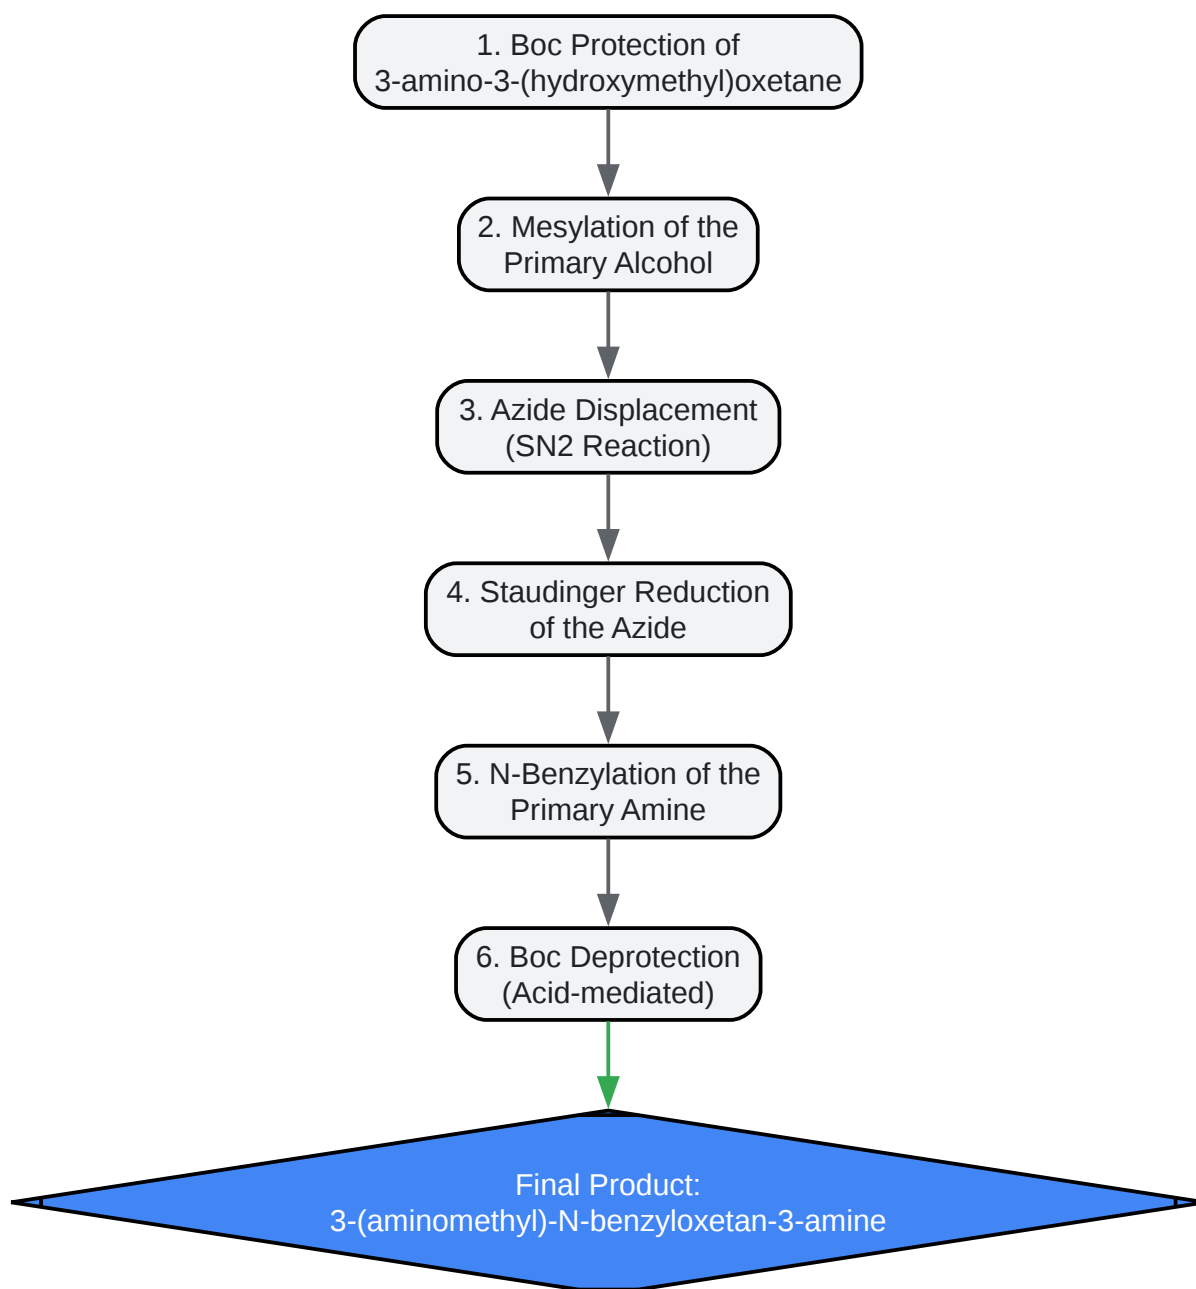 1. Boc Protection of
3-amino-3-(hydroxymethyl)oxetane
2. Mesylation of the
Primary Alcohol
3. Azide Displacement
(SN2 Reaction)
4. Staudinger Reduction
of the Azide
5. N-Benzylation of the
Primary Amine
6. Boc Deprotection
(Acid-mediated)
Final Product:
3-(aminomethyl)-N-benzyloxetan-3-amine